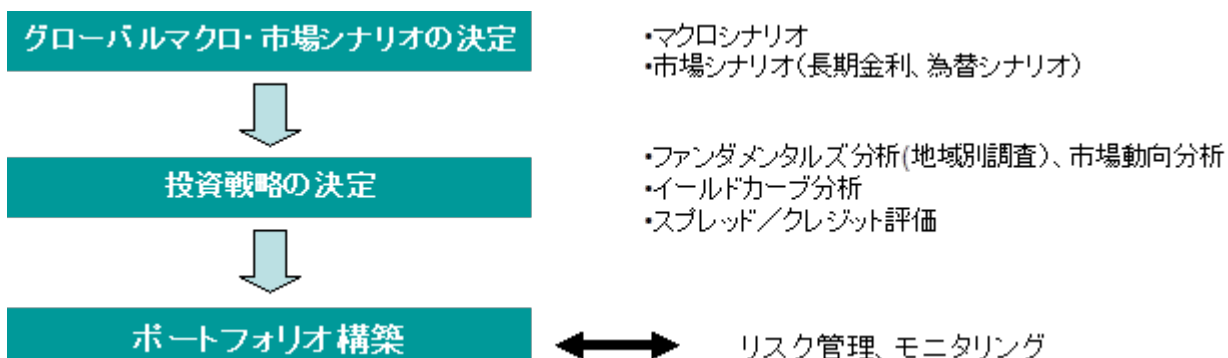 グローバルマクロ・市場シナリオの決定
・マクロシナリオ
・市場シナリオ(長期金利、為替シナリオ)
投資戦略の決定
・ファンダメンタルズ分析(地域別調査)、市場動向分析
・イールドカーブ分析
・スプレッド/クレジット評価
ポートフォリオ構築
リスク管理、モニタリング